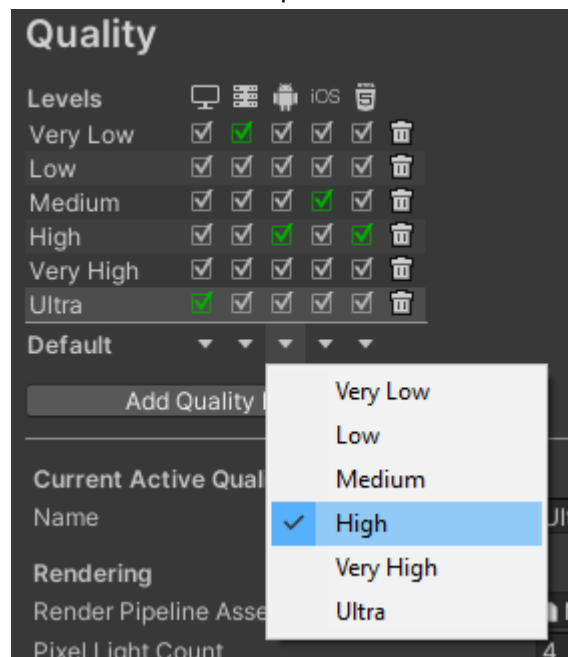 Quality
Levels iOS
Very Low
Low
Medium
High
Very High
Ultra
Default
Add Quality
Very Low
Low
Medium
High
Very High
Ultra
Current Active Qual
Name
Rendering
Render Pipeline Asse
Pixel Light Count 4